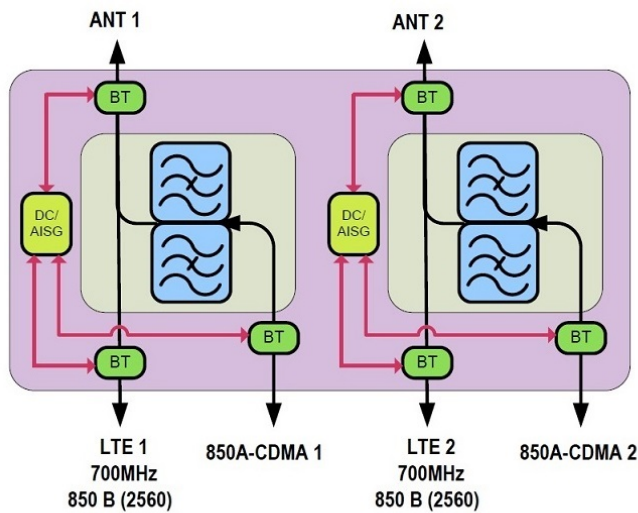 ANT 1
ANT 2
BT
BT
DC/
AISG
DC/
AISG
BT
BT
BT
BT
LTE 1
700MHz
850 B (2560)
850A-CDMA 1
LTE 2
700MHz
850 B (2560)
850A-CDMA 2